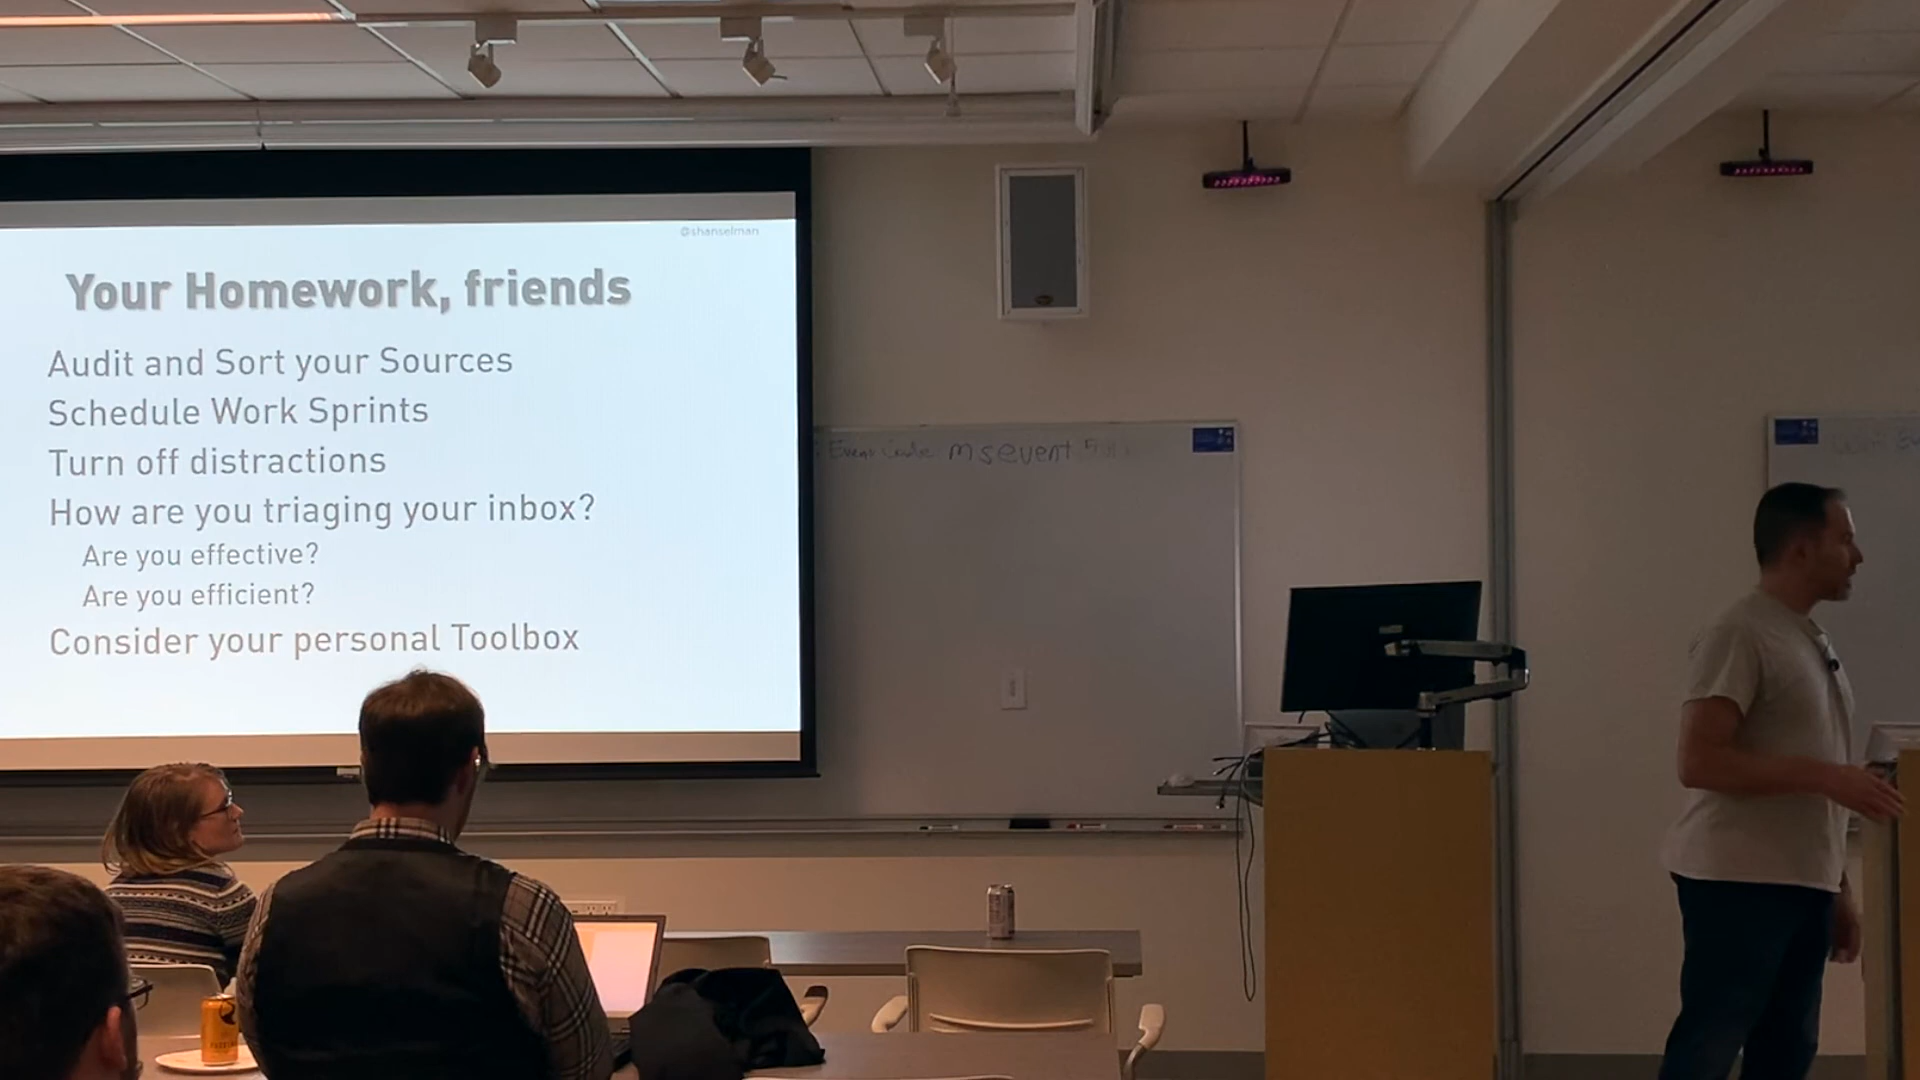 @shanselman
Your Homework, friends
Audit and Sort your Sources
Schedule Work Sprints
Turn off distractions
How are you triaging your inbox?
Are you effective?
Are you efficient?
Consider your personal Toolbox
msevent